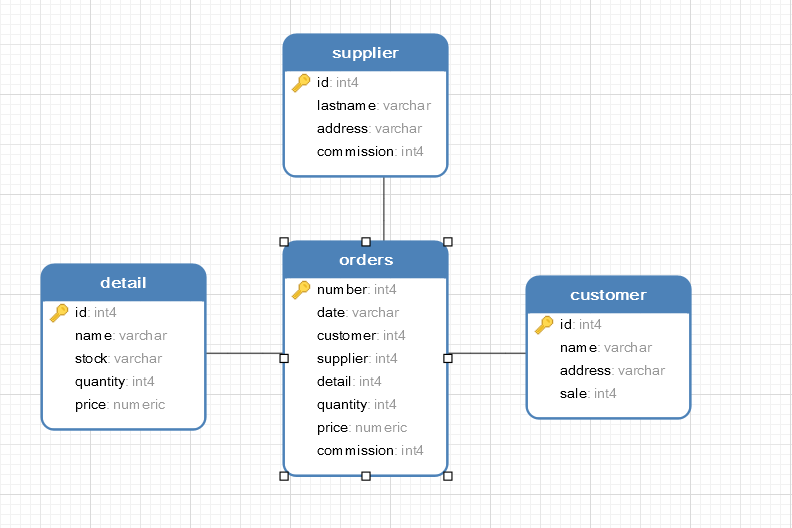 supplier
id: int4
lastname: varchar
address: varchar
commission: int4
orders
number: int4
date: varchar
customer: int4
supplier: int4
detail: int4
quantity: int4
price: numeric
commission: int4
detail
id: int4
name: varchar
stock: varchar
quantity: int4
price: numeric
customer
id: int4
name: varchar
address: varchar
sale: int4